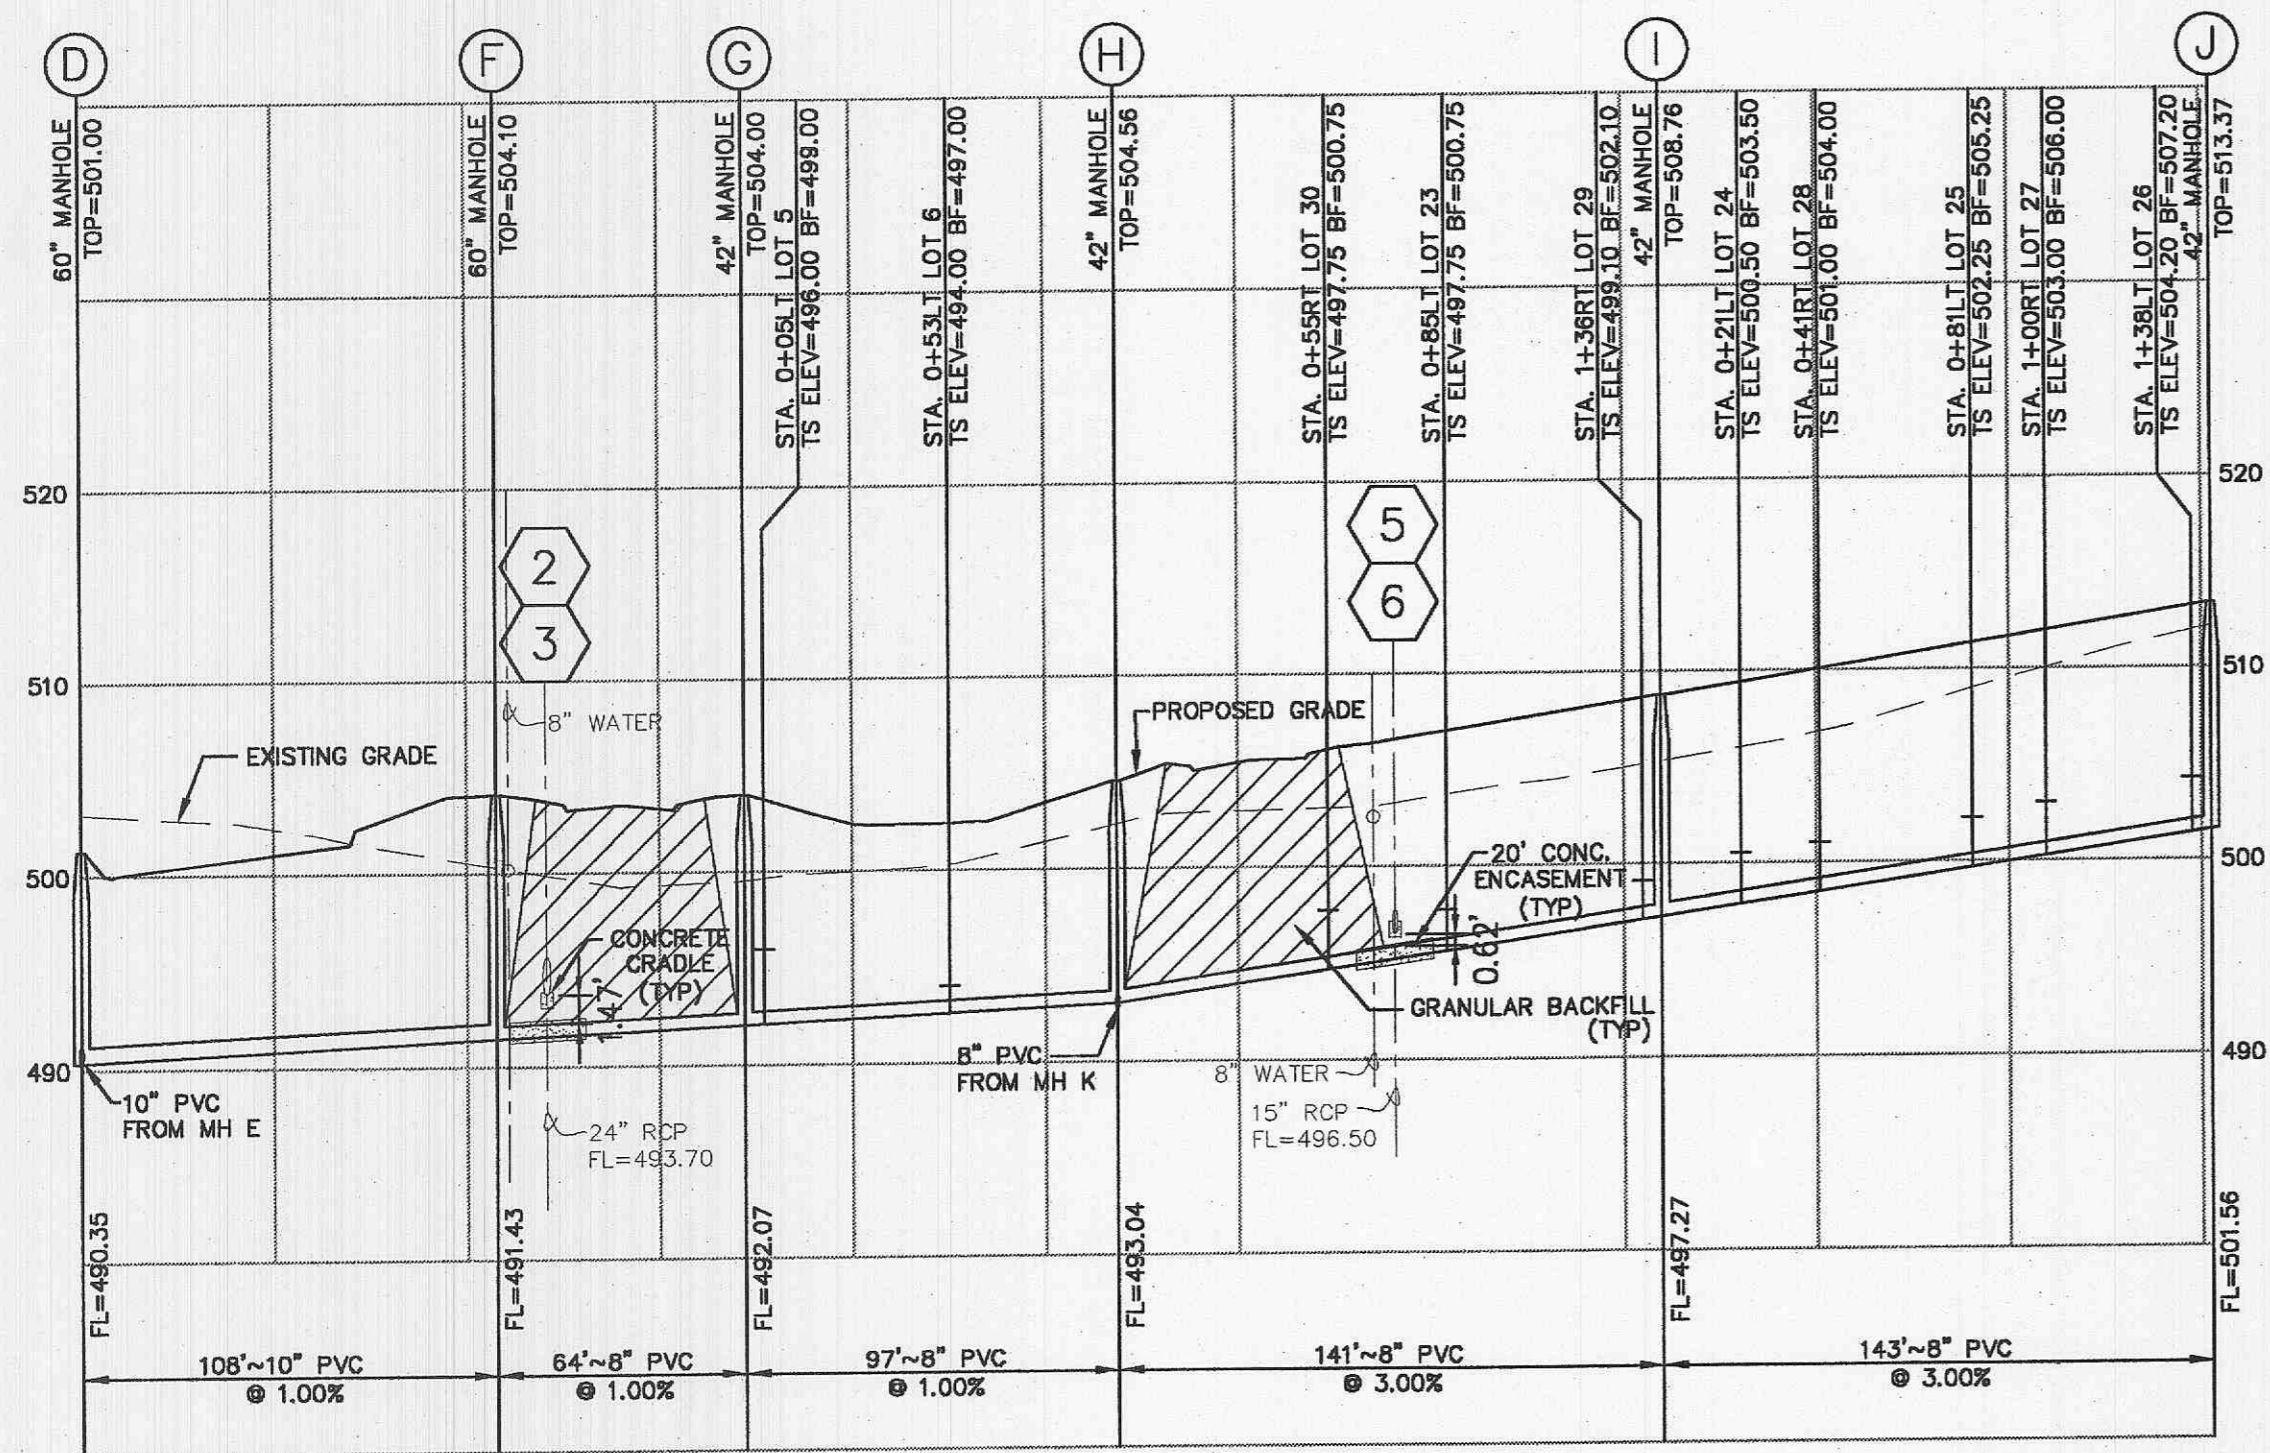 D
F
G
H
I
J
60" MANHOLE
TOP=501.00
60" MANHOLE
TOP=504.10
42" MANHOLE
TOP=504.00
STA. 0+05LT LOT 5
TS ELEV=496.00 BF=499.00
STA. 0+53LT LOT 6
TS ELEV=494.00 BF=497.00
42" MANHOLE
TOP=504.56
STA. 0+55RT LOT 30
TS ELEV=497.75 BF=500.75
STA. 0+85LT LOT 23
TS ELEV=497.75 BF=500.75
STA. 1+36RT LOT 29
TS ELEV=499.10 BF=502.10
42" MANHOLE
TOP=508.76
STA. 0+21LT LOT 24
TS ELEV=500.50 BF=503.50
STA. 0+41RT LOT 28
TS ELEV=501.00 BF=504.00
STA. 0+81LT LOT 25
TS ELEV=502.25 BF=505.25
STA. 1+00RT LOT 27
TS ELEV=503.00 BF=506.00
STA. 1+38LT LOT 26
TS ELEV=504.20 BF=507.20
42" MANHOLE
TOP=513.37
520
520
2
3
5
6
510
510
8" WATER
PROPOSED GRADE
EXISTING GRADE
500
500
20' CONC.
ENCASEMENT
(TYP)
CONCRETE
CRADLE
(TYP)
1.47'
0.62'
GRANULAR BACKFILL
(TYP)
490
490
8" PVC
FROM MH K
8" WATER
10" PVC
FROM MH E
15" RCP
FL=496.50
24" RCP
FL=493.70
FL=490.35
FL=491.43
FL=492.07
FL=493.04
FL=497.27
FL=501.56
108'~10" PVC
@ 1.00%
64'~8" PVC
@ 1.00%
97'~8" PVC
@ 1.00%
141'~8" PVC
@ 3.00%
143'~8" PVC
@ 3.00%